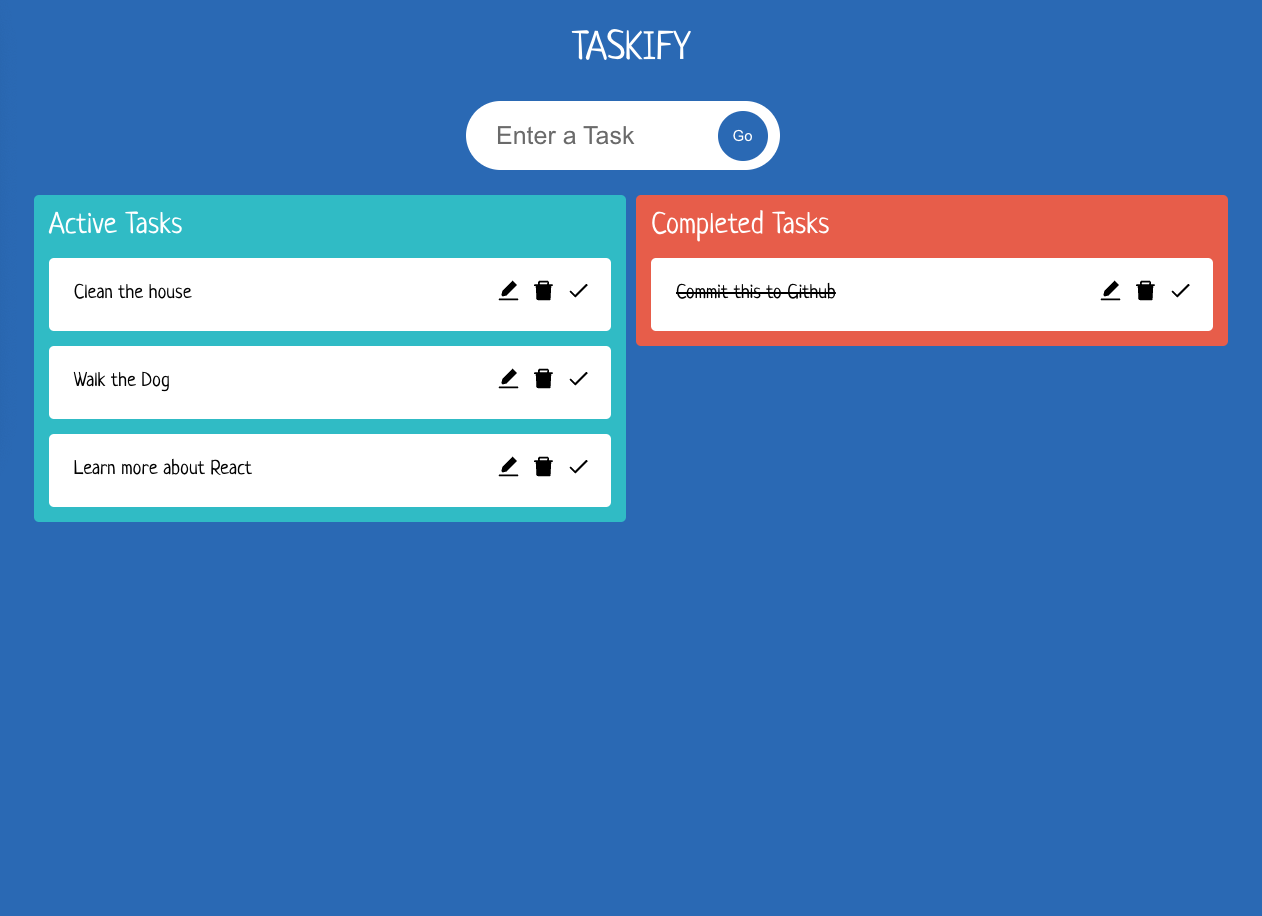 TASKIFY
Enter a Task
Go
Active Tasks
Clean the house
Walk the Dog
Learn more about React
Completed Tasks
Commit this to Github